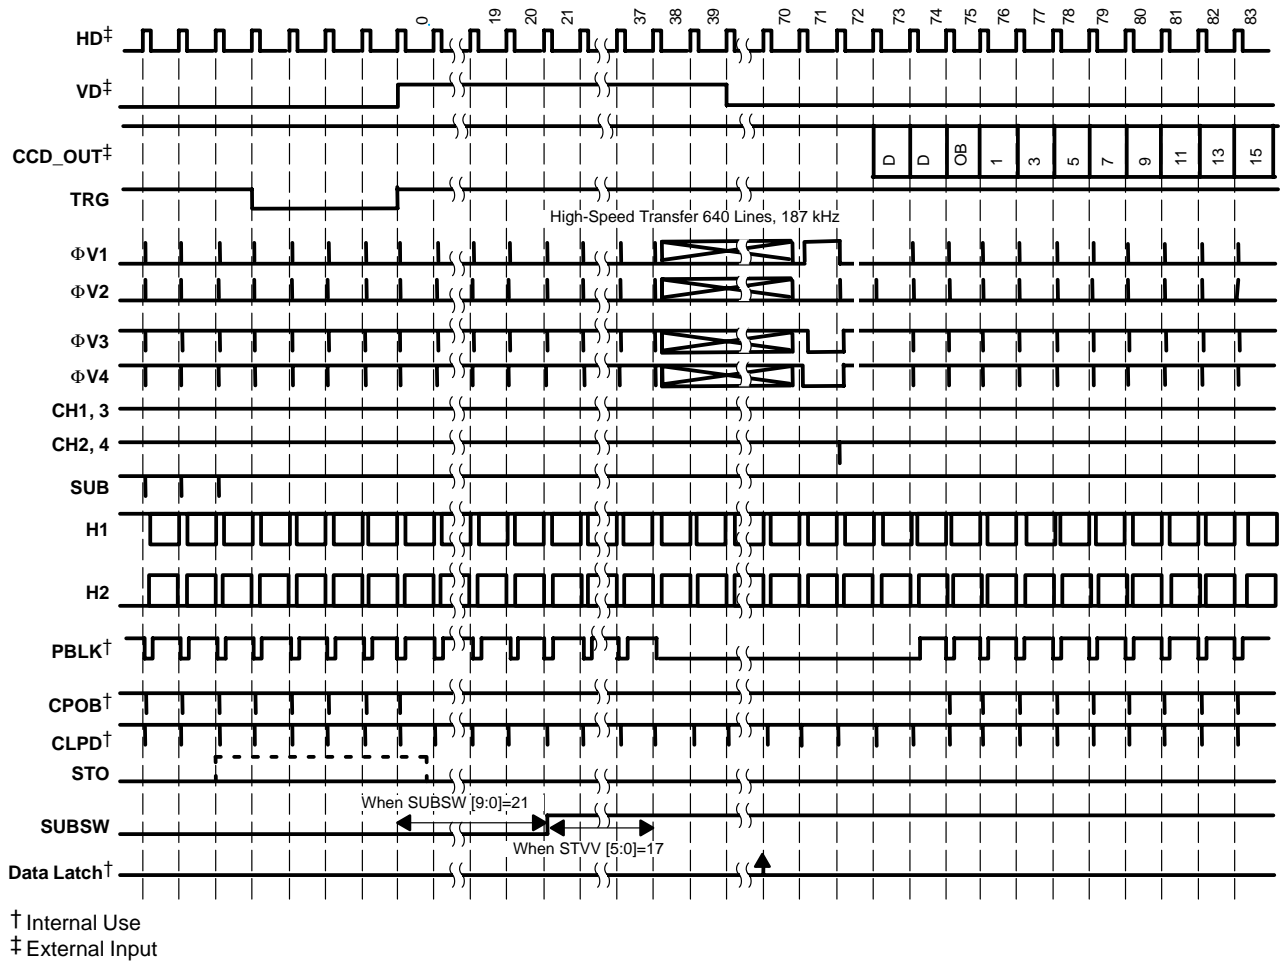 0 19 20 21 37 38 39 70 71 72 73 74 75 76 77 78 79 80 81 82 83
HD‡
VD‡
CCD_OUT‡ D D OB 1 3 5 7 9 11 13 15
TRG
High-Speed Transfer 640 Lines, 187 kHz
ΦV1
ΦV2
ΦV3
ΦV4
CH1, 3
CH2, 4
SUB
H1
H2
PBLK†
CPOB†
CLPD†
STO
When SUBSW [9:0]=21
SUBSW
When STVV [5:0]=17
Data Latch†
† Internal Use
‡ External Input